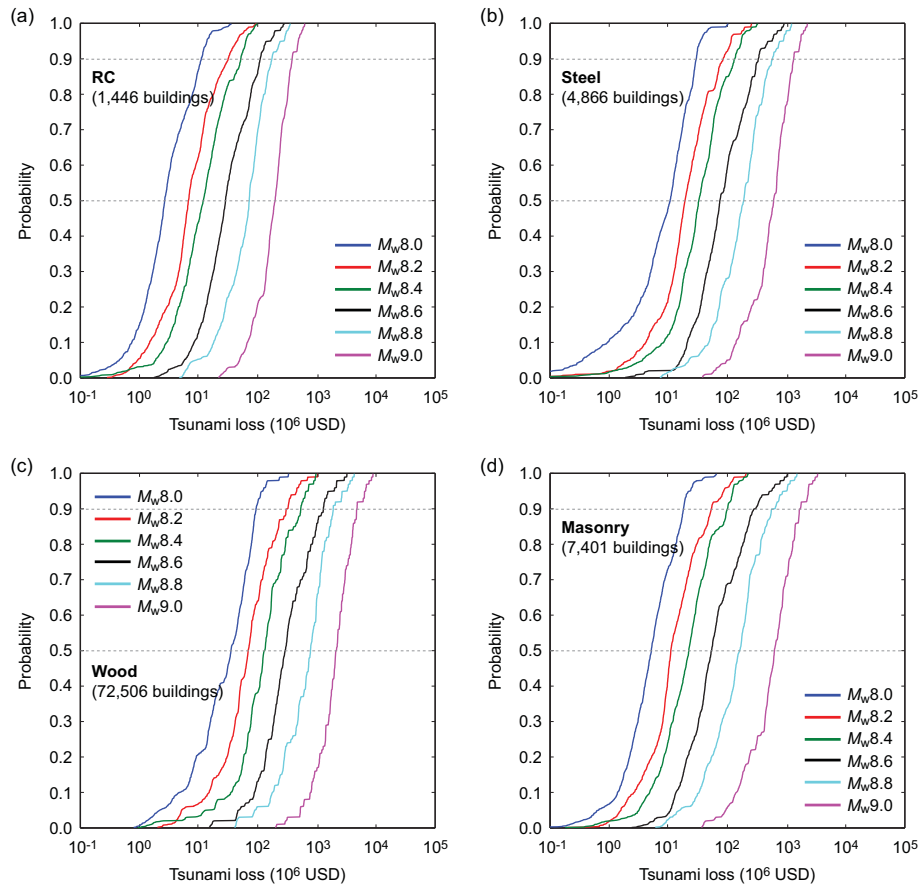 (a)
1.0
0.9
0.8
0.7
0.6
0.5
0.4
0.3
0.2
0.1
0.0
Probability
RC
(1,446 buildings)
Mw8.0
Mw8.2
Mw8.4
Mw8.6
Mw8.8
Mw9.0
10-1 100 101 102 103 104 105
Tsunami loss (106 USD)
(b)
1.0
0.9
0.8
0.7
0.6
0.5
0.4
0.3
0.2
0.1
0.0
Probability
Steel
(4,866 buildings)
Mw8.0
Mw8.2
Mw8.4
Mw8.6
Mw8.8
Mw9.0
10-1 100 101 102 103 104 105
Tsunami loss (106 USD)
(c)
1.0
0.9
0.8
0.7
0.6
0.5
0.4
0.3
0.2
0.1
0.0
Probability
Mw8.0
Mw8.2
Mw8.4
Mw8.6
Mw8.8
Mw9.0
Wood
(72,506 buildings)
10-1 100 101 102 103 104 105
Tsunami loss (106 USD)
(d)
1.0
0.9
0.8
0.7
0.6
0.5
0.4
0.3
0.2
0.1
0.0
Probability
Masonry
(7,401 buildings)
Mw8.0
Mw8.2
Mw8.4
Mw8.6
Mw8.8
Mw9.0
10-1 100 101 102 103 104 105
Tsunami loss (106 USD)